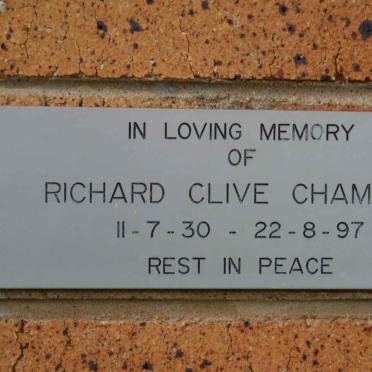 IN LOVING MEMORY
OF
RICHARD CLIVE CHAM
11-7-30 - 22-8-97
REST IN PEACE